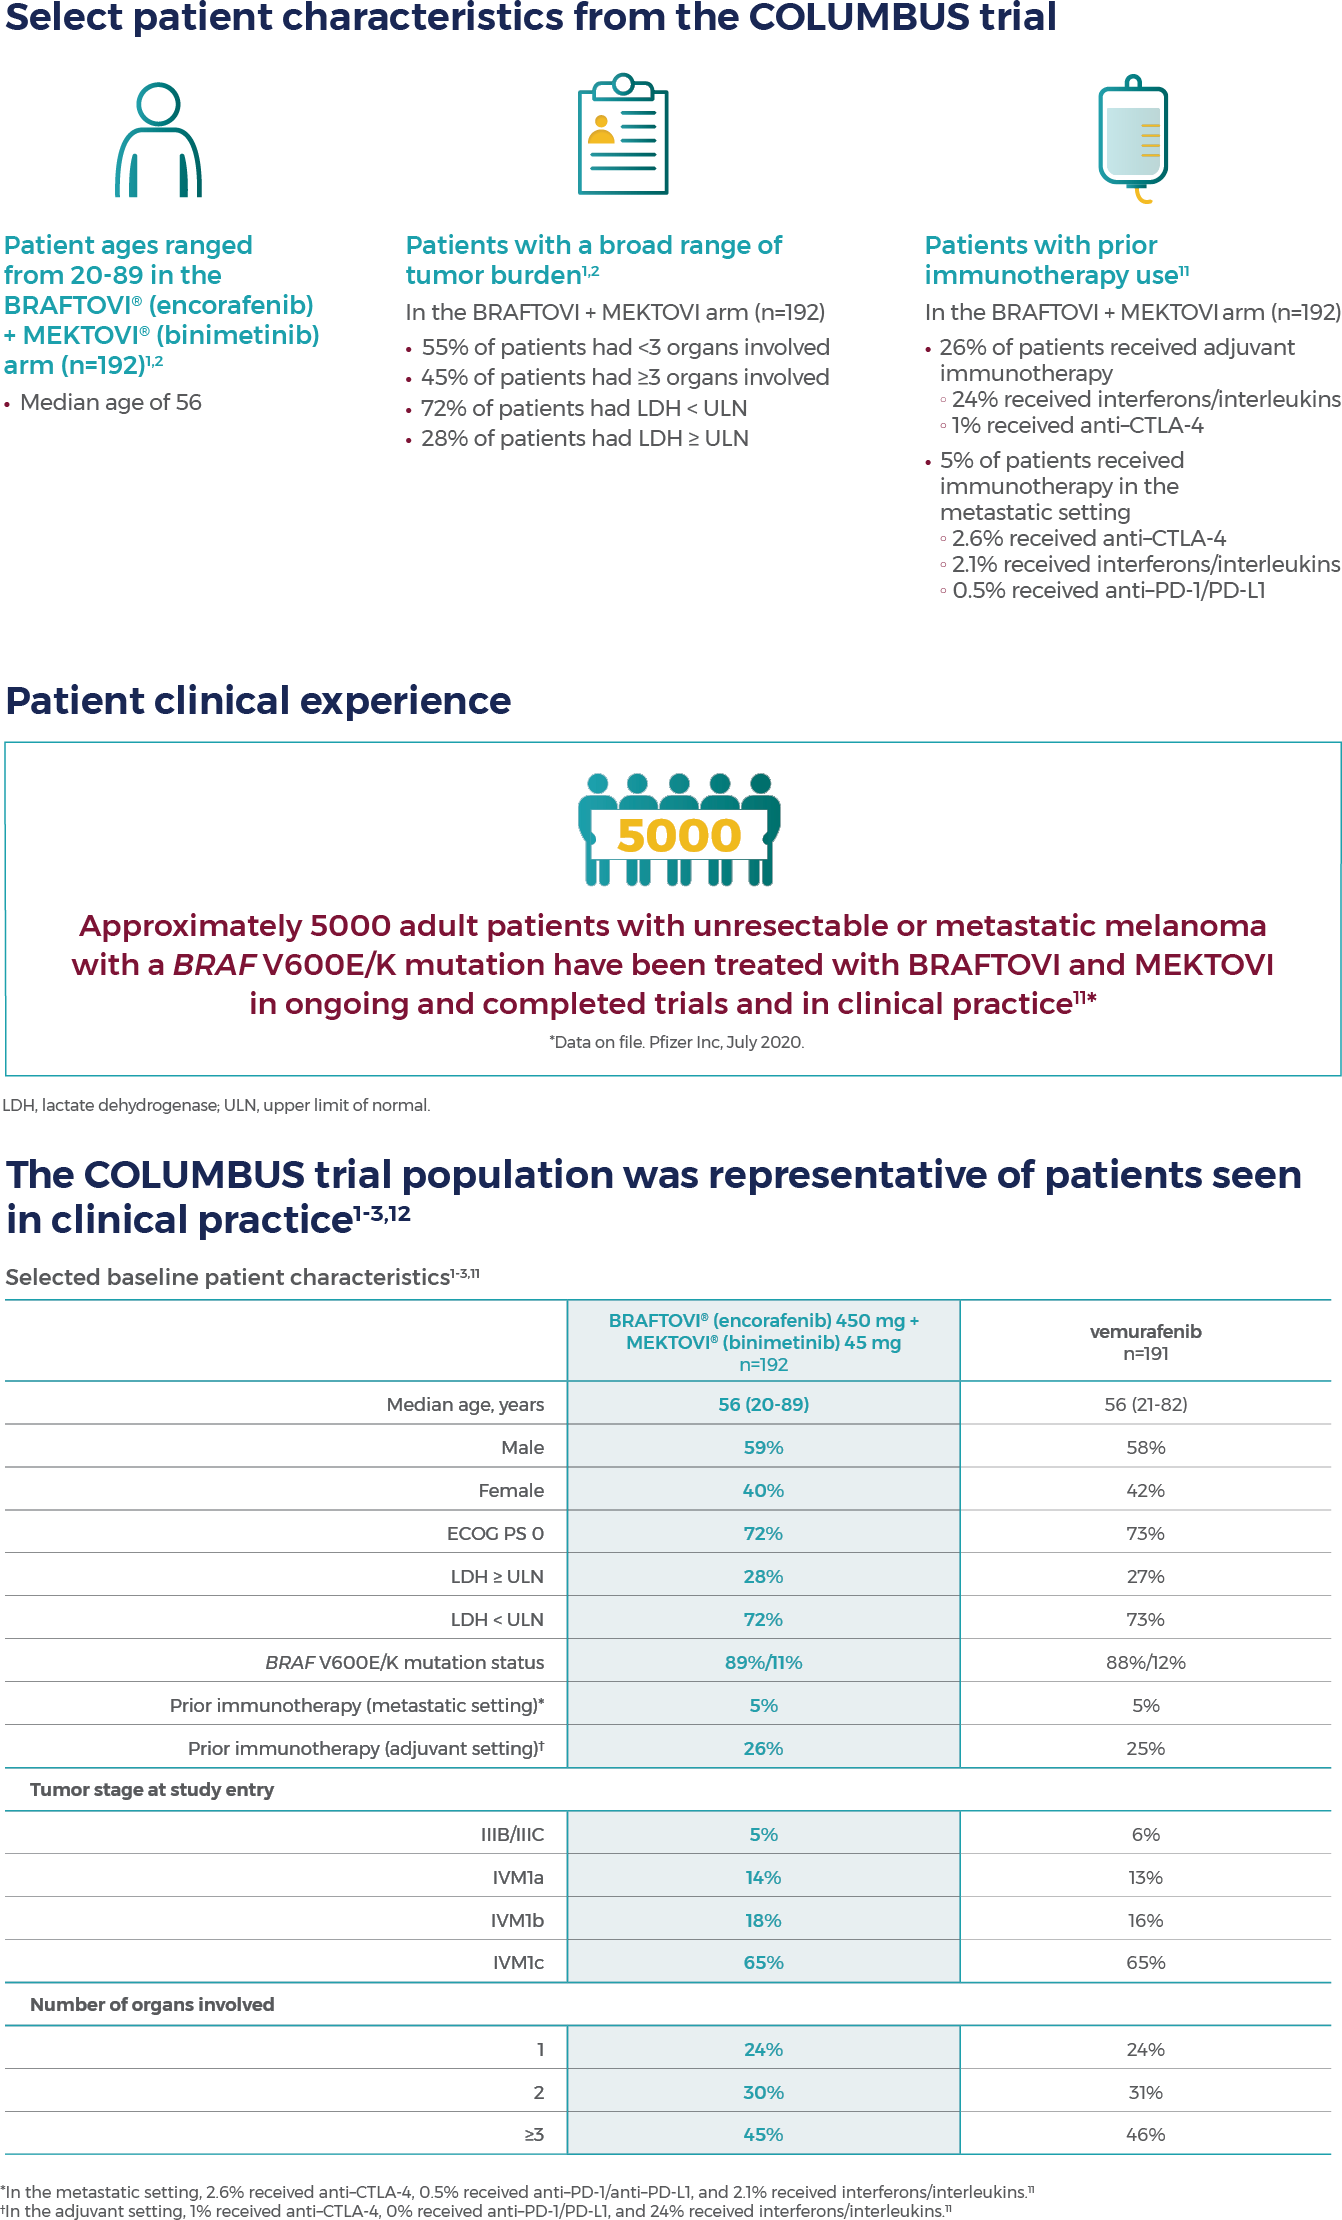 Select patient characteristics from the COLUMBUS trial
Patient ages ranged
from 20-89 in the
BRAFTOVI® (encorafenib)
+ MEKTOVI® (binimetinib)
arm (n=192)1,2
• Median age of 56
Patients with a broad range of
tumor burden1,2
In the BRAFTOVI + MEKTOVI arm (n=192)
• 55% of patients had <3 organs involved
• 45% of patients had ≥3 organs involved
• 72% of patients had LDH < ULN
• 28% of patients had LDH ≥ ULN
Patients with prior
immunotherapy use11
In the BRAFTOVI + MEKTOVI arm (n=192)
• 26% of patients received adjuvant
immunotherapy
◦ 24% received interferons/interleukins
◦ 1% received anti–CTLA-4
• 5% of patients received
immunotherapy in the
metastatic setting
◦ 2.6% received anti–CTLA-4
◦ 2.1% received interferons/interleukins
◦ 0.5% received anti–PD-1/PD-L1
Patient clinical experience
5000
Approximately 5000 adult patients with unresectable or metastatic melanoma
with a BRAF V600E/K mutation have been treated with BRAFTOVI and MEKTOVI
in ongoing and completed trials and in clinical practice11*
*Data on file. Pfizer Inc, July 2020.
LDH, lactate dehydrogenase; ULN, upper limit of normal.
The COLUMBUS trial population was representative of patients seen
in clinical practice1-3,12
Selected baseline patient characteristics1-3,11
BRAFTOVI® (encorafenib) 450 mg +
MEKTOVI® (binimetinib) 45 mg
n=192
vemurafenib
n=191
Median age, years 56 (20-89) 56 (21-82)
Male 59% 58%
Female 40% 42%
ECOG PS 0 72% 73%
LDH ≥ ULN 28% 27%
LDH < ULN 72% 73%
BRAF V600E/K mutation status 89%/11% 88%/12%
Prior immunotherapy (metastatic setting)* 5% 5%
Prior immunotherapy (adjuvant setting)† 26% 25%
Tumor stage at study entry
IIIB/IIIC 5% 6%
IVM1a 14% 13%
IVM1b 18% 16%
IVM1c 65% 65%
Number of organs involved
1 24% 24%
2 30% 31%
≥3 45% 46%
*In the metastatic setting, 2.6% received anti–CTLA-4, 0.5% received anti–PD-1/anti–PD-L1, and 2.1% received interferons/interleukins.11
†In the adjuvant setting, 1% received anti–CTLA-4, 0% received anti–PD-1/PD-L1, and 24% received interferons/interleukins.11